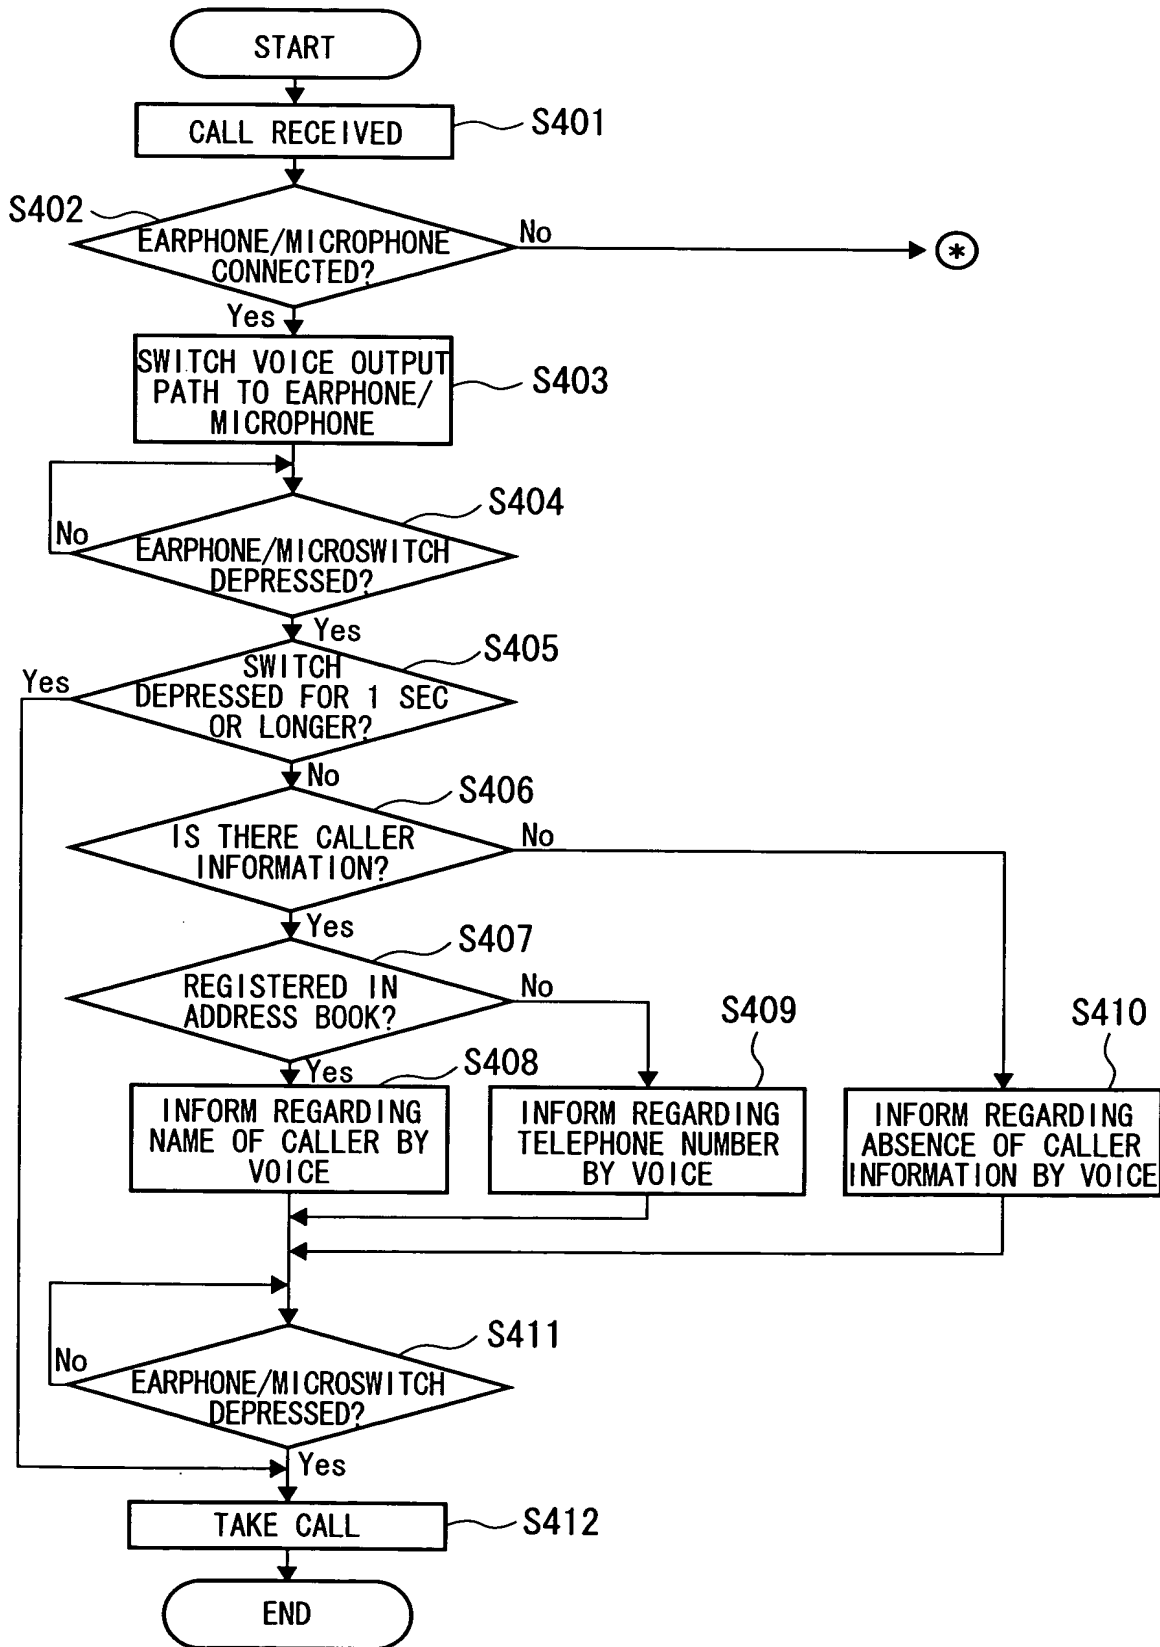 START
CALL RECEIVED
S401
S402
EARPHONE/MICROPHONE
CONNECTED?
No
*
Yes
SWITCH VOICE OUTPUT
PATH TO EARPHONE/
MICROPHONE
S403
S404
No
EARPHONE/MICROSWITCH
DEPRESSED?
Yes
S405
Yes
SWITCH
DEPRESSED FOR 1 SEC
OR LONGER?
No
S406
IS THERE CALLER
INFORMATION?
No
Yes
S407
REGISTERED IN
ADDRESS BOOK?
No
Yes
S408
S409
S410
INFORM REGARDING
NAME OF CALLER BY
VOICE
INFORM REGARDING
TELEPHONE NUMBER
BY VOICE
INFORM REGARDING
ABSENCE OF CALLER
INFORMATION BY VOICE
S411
No
EARPHONE/MICROSWITCH
DEPRESSED?
Yes
TAKE CALL
S412
END